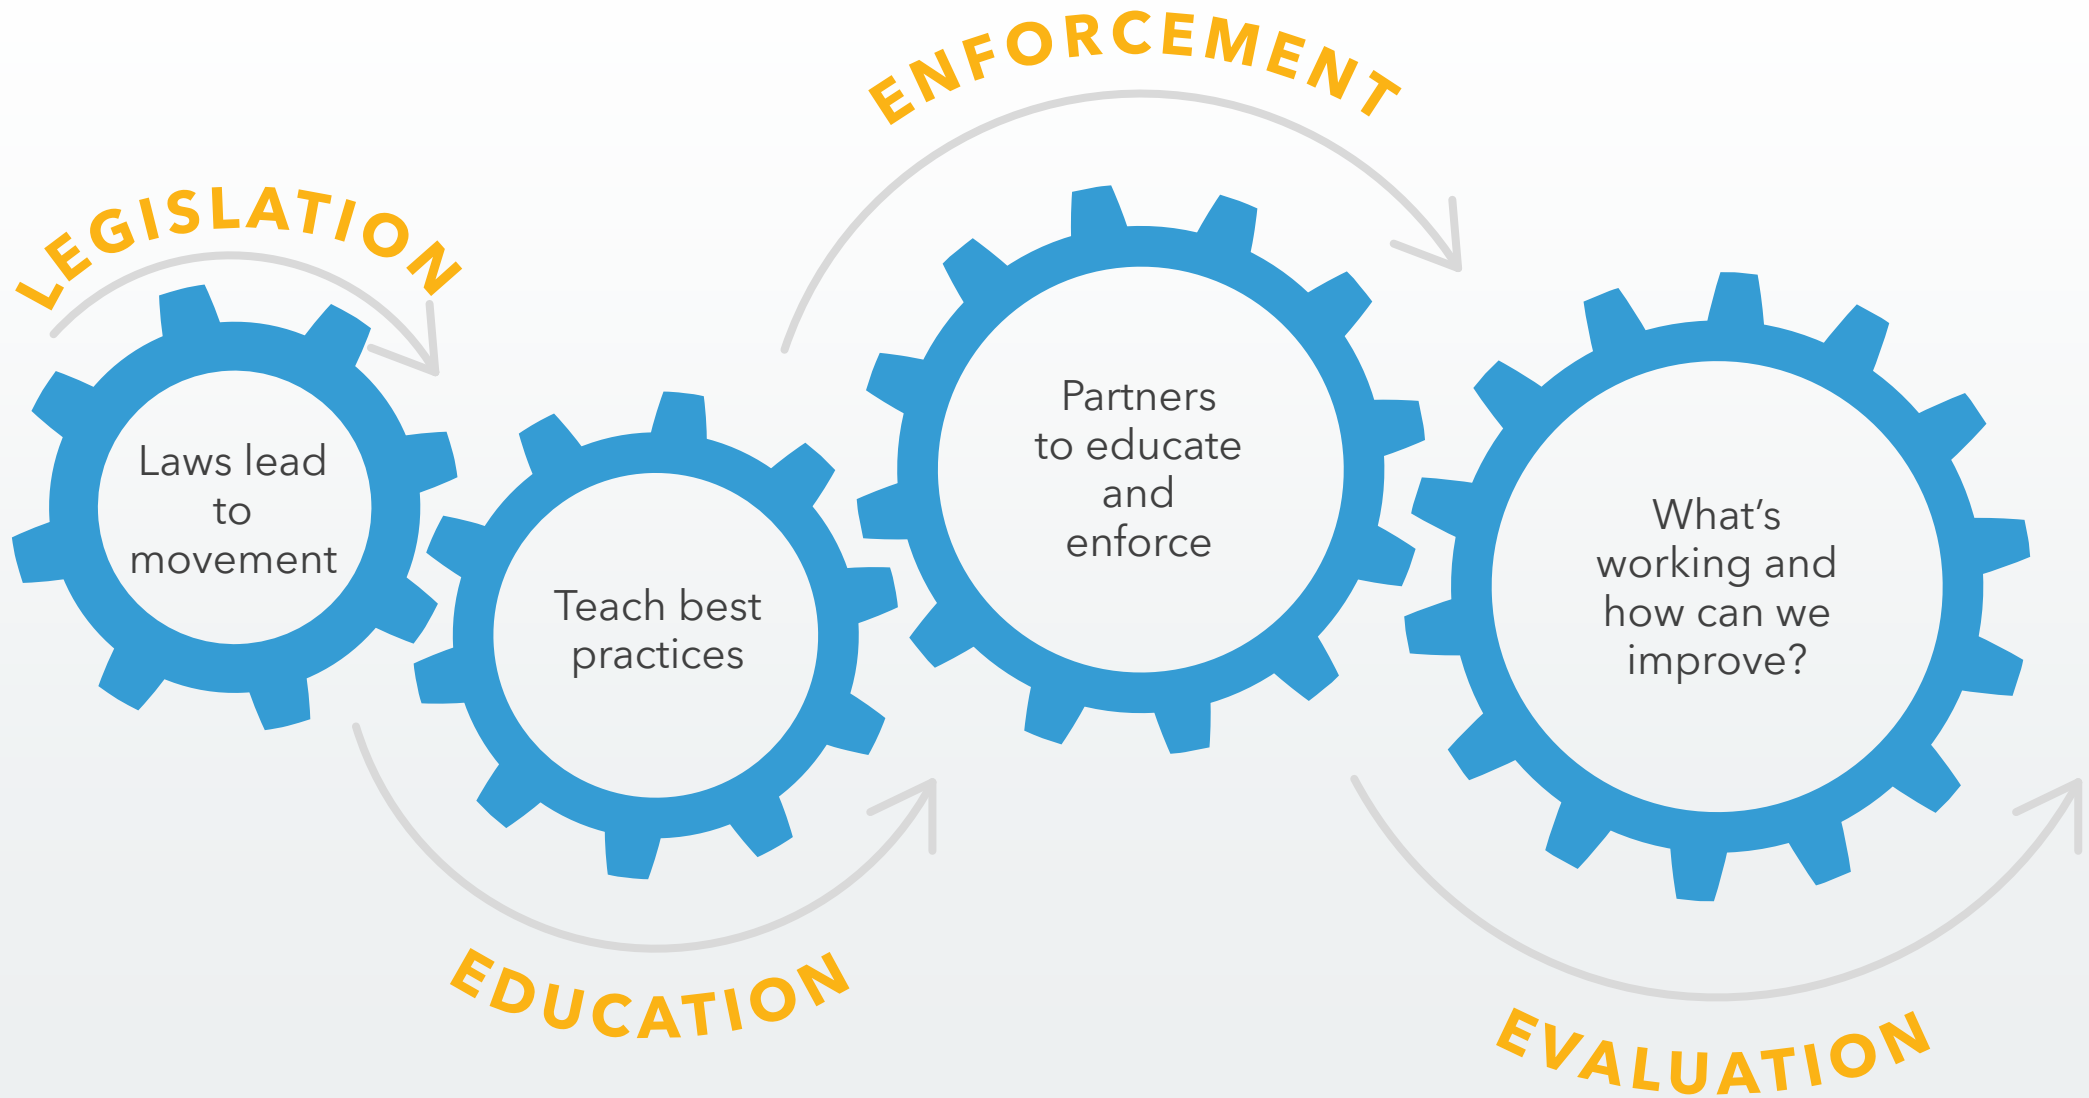 LEGISLATION
Laws lead
to
movement
EDUCATION
Teach best
practices
ENFORCEMENT
Partners
to educate
and
enforce
EVALUATION
What's
working and
how can we
improve?